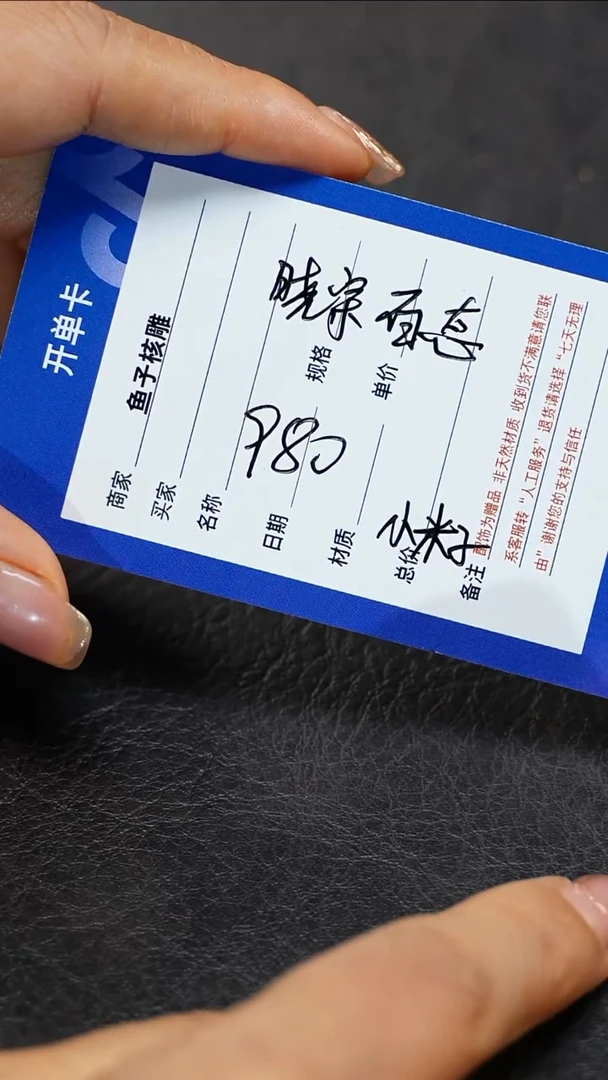 开单卡
商家 鱼子核雕
买家
名称
日期 980 规格
材质 单价
总价
备注 配饰为赠品 非天然材质 收到货不满意请您联
系客服转“人工服务”退货请选择“七天无理
由”谢谢您的支持与信任